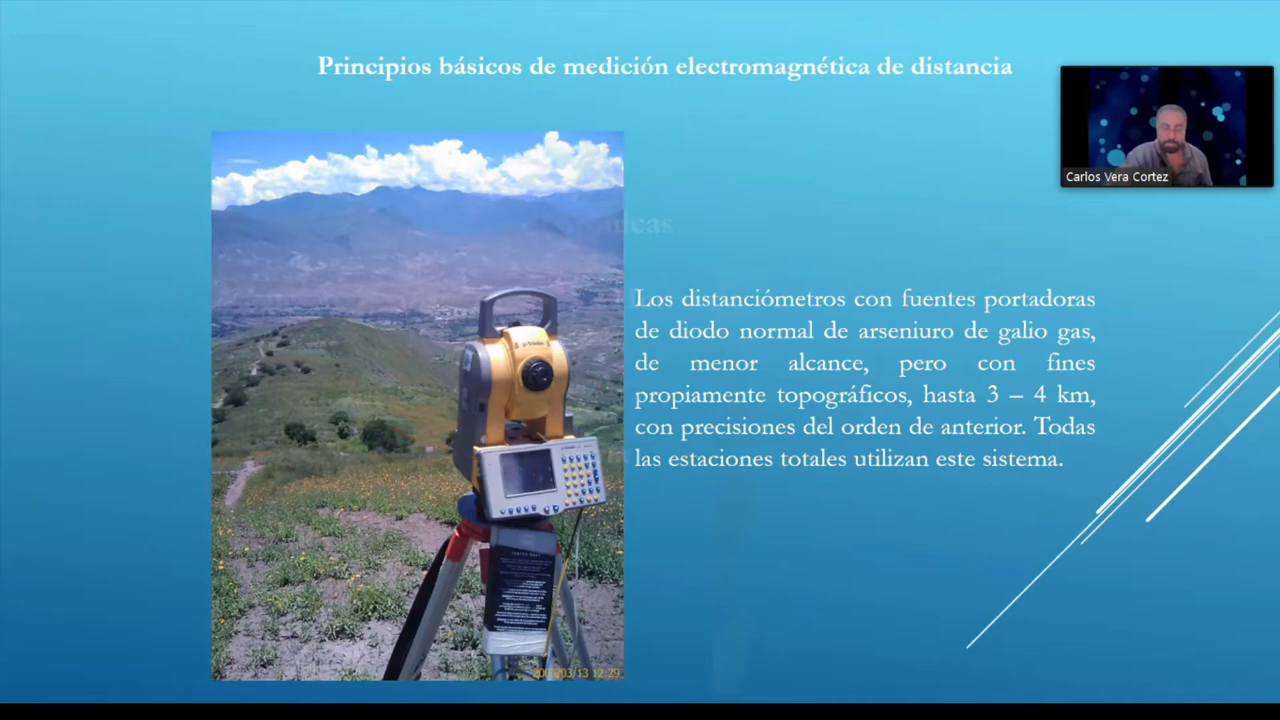 Principios básicos de medición electromagnética de distancia
Carlos Vera Cortez
Los distanciómetros con fuentes portadoras
de diodo normal de arseniuro de galio gas,
de menor alcance, pero con fines
propiamente topográficos, hasta 3 – 4 km,
con precisiones del orden de anterior. Todas
las estaciones totales utilizan este sistema.
Trimble